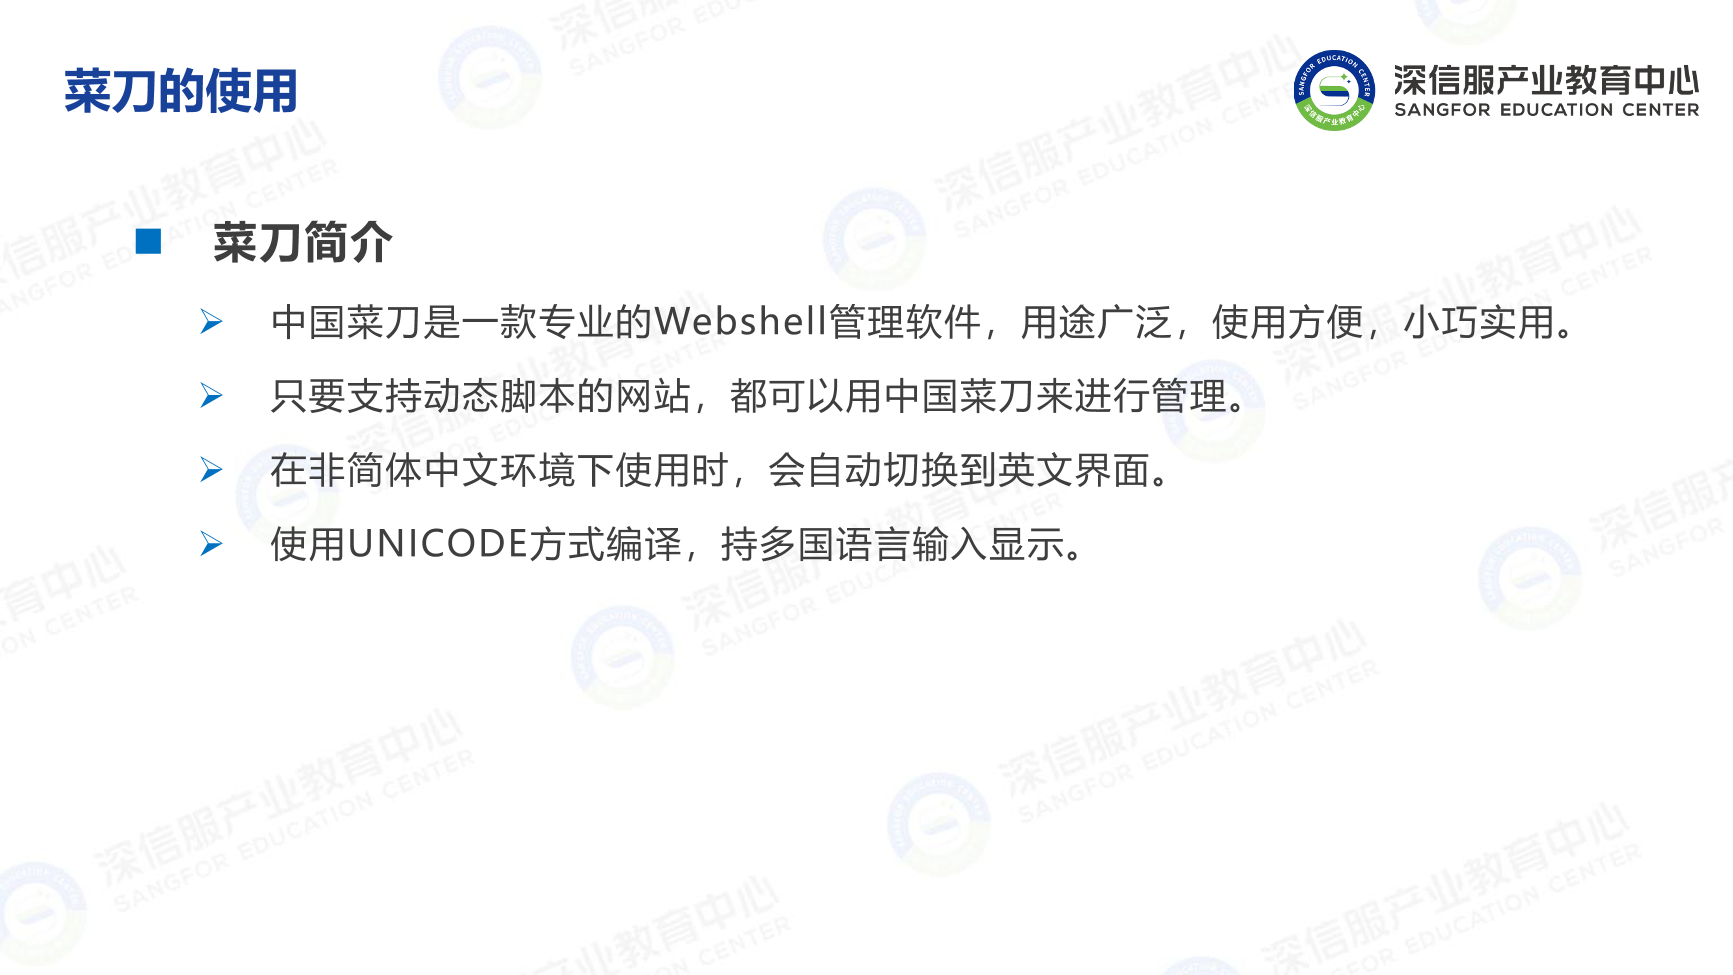 菜刀的使用
深信服产业教育中心
SANGFOR EDUCATION CENTER
菜刀简介
中国菜刀是一款专业的Webshell管理软件，用途广泛，使用方便，小巧实用。
只要支持动态脚本的网站，都可以用中国菜刀来进行管理。
在非简体中文环境下使用时，会自动切换到英文界面。
使用UNICODE方式编译，持多国语言输入显示。